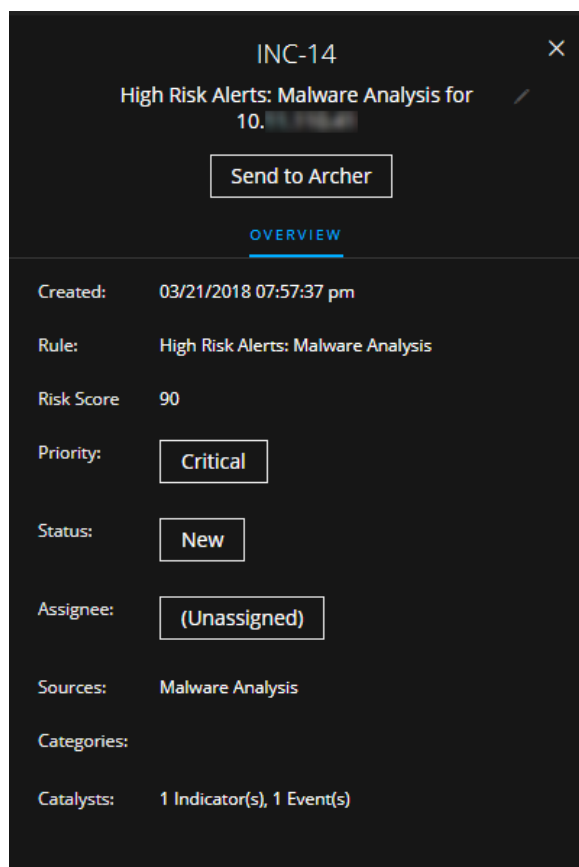 INC-14
High Risk Alerts: Malware Analysis for
10.
Send to Archer
OVERVIEW
Created: 03/21/2018 07:57:37 pm
Rule: High Risk Alerts: Malware Analysis
Risk Score 90
Priority: Critical
Status: New
Assignee: (Unassigned)
Sources: Malware Analysis
Categories:
Catalysts: 1 Indicator(s), 1 Event(s)